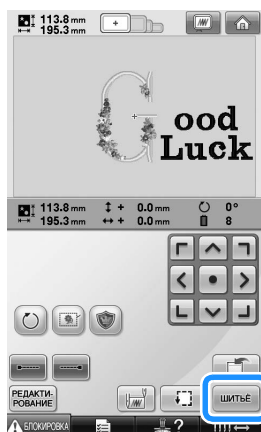 113.8 mm
195.3 mm
ood
Luck
113.8 mm + 0.0 mm 0°
195.3 mm + 0.0 mm 8
РЕДАКТИ-
РОВАНИЕ
ШИТЬЁ
БЛОКИРОВКА ?